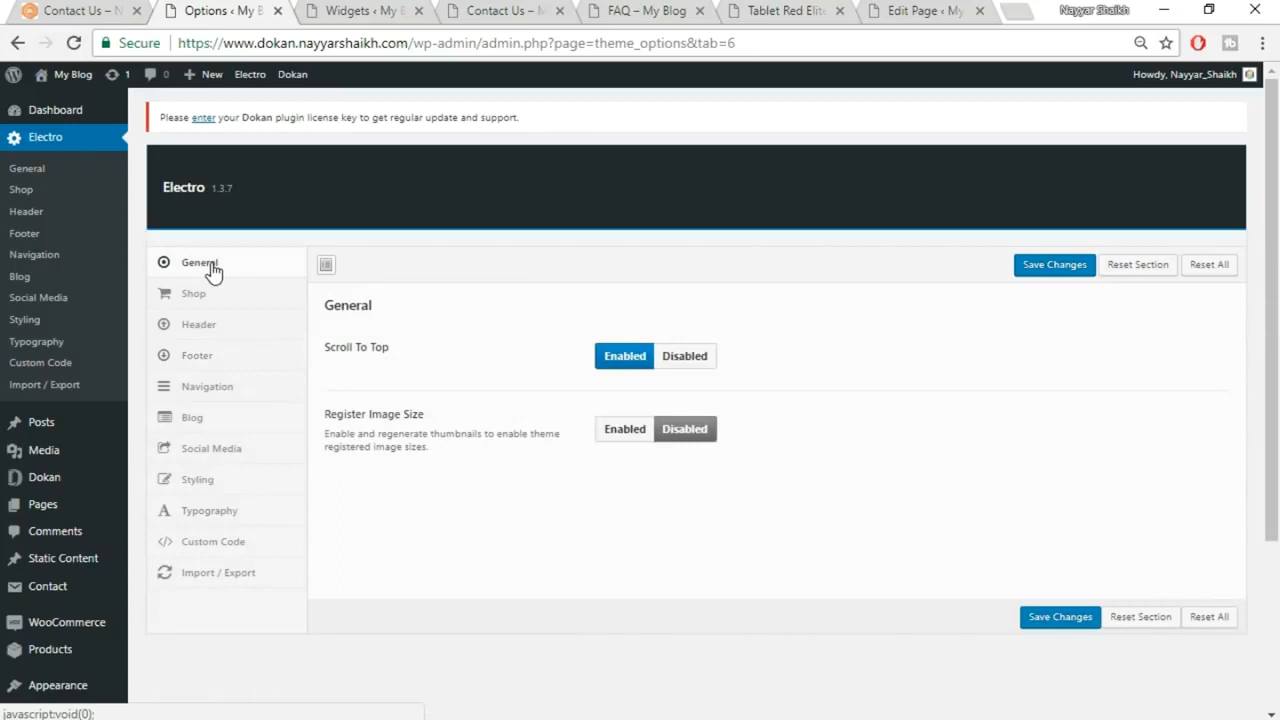 Contact Us – N
Options ‹ My B
Widgets ‹ My B
Contact Us – M
FAQ – My Blog
Tablet Red Elite
Edit Page ‹ My
Nayyar Shaikh
Secure
https://www.dokan.nayyarshaikh.com/wp-admin/admin.php?page=theme_options&tab=6
My Blog
1
0
New
Electro
Dokan
Howdy, Nayyar_Shaikh
Dashboard
Electro
General
Shop
Header
Footer
Navigation
Blog
Social Media
Styling
Typography
Custom Code
Import / Export
Posts
Media
Dokan
Pages
Comments
Static Content
Contact
WooCommerce
Products
Appearance
Please enter your Dokan plugin license key to get regular update and support.
Electro 1.3.7
General
Shop
Header
Footer
Navigation
Blog
Social Media
Styling
Typography
Custom Code
Import / Export
Save Changes
Reset Section
Reset All
General
Scroll To Top
Enabled
Disabled
Register Image Size
Enable and regenerate thumbnails to enable theme
registered image sizes.
Enabled
Disabled
Save Changes
Reset Section
Reset All
javascript:void(0);